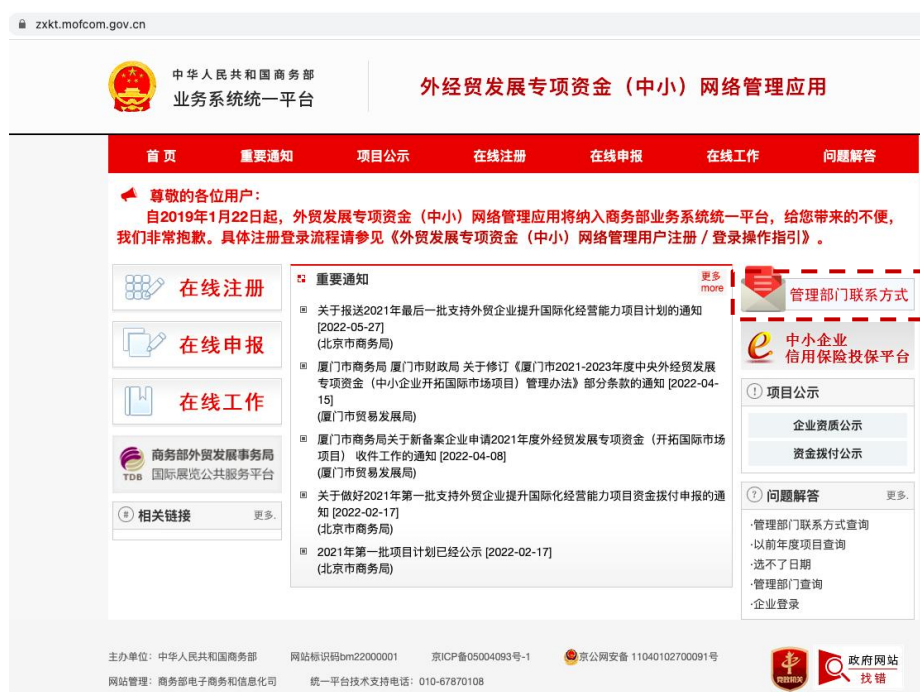 zxkt.mofcom.gov.cn
中华人民共和国商务部
业务系统统一平台
外经贸发展专项资金（中小）网络管理应用
首 页
重要通知
项目公示
在线注册
在线申报
在线工作
问题解答
尊敬的各位用户：
自2019年1月22日起，外贸发展专项资金（中小）网络管理应用将纳入商务部业务系统统一平台，给您带来的不便，
我们非常抱歉。具体注册登录流程请参见《外经贸发展专项资金（中小）网络管理用户注册 / 登录操作指引》。
在线注册
在线申报
在线工作
商务部外贸发展事务局
TDB 国际展览公共服务平台
相关链接
更多.
重要通知
更多
more
关于报送2021年最后一批支持外贸企业提升国际化经营能力项目计划的通知
[2022-05-27]
(北京市商务局)
厦门市商务局 厦门市财政局 关于修订《厦门市2021-2023年度中央外经贸发展
专项资金（中小企业开拓国际市场项目）管理办法》部分条款的通知 [2022-04-
15]
(厦门市贸易发展局)
厦门市商务局关于新备案企业申请2021年度外经贸发展专项资金（开拓国际市场
项目） 收件工作的通知 [2022-04-08]
(厦门市贸易发展局)
关于做好2021年第一批支持外贸企业提升国际化经营能力项目资金拨付申报的通
知 [2022-02-17]
(北京市商务局)
2021年第一批项目计划已经公示 [2022-02-17]
(北京市商务局)
管理部门联系方式
中小企业
信用保险投保平台
项目公示
企业资质公示
资金拨付公示
问题解答
更多.
·管理部门联系方式查询
·以前年度项目查询
·选不了日期
·管理部门查询
·企业登录
主办单位：中华人民共和国商务部
网站标识码bm22000001
京ICP备05004093号-1
京公网安备 11040102700091号
网站管理：商务部电子商务和信息化司
统一平台技术支持电话：010-67870108
党政机关
政府网站
找错